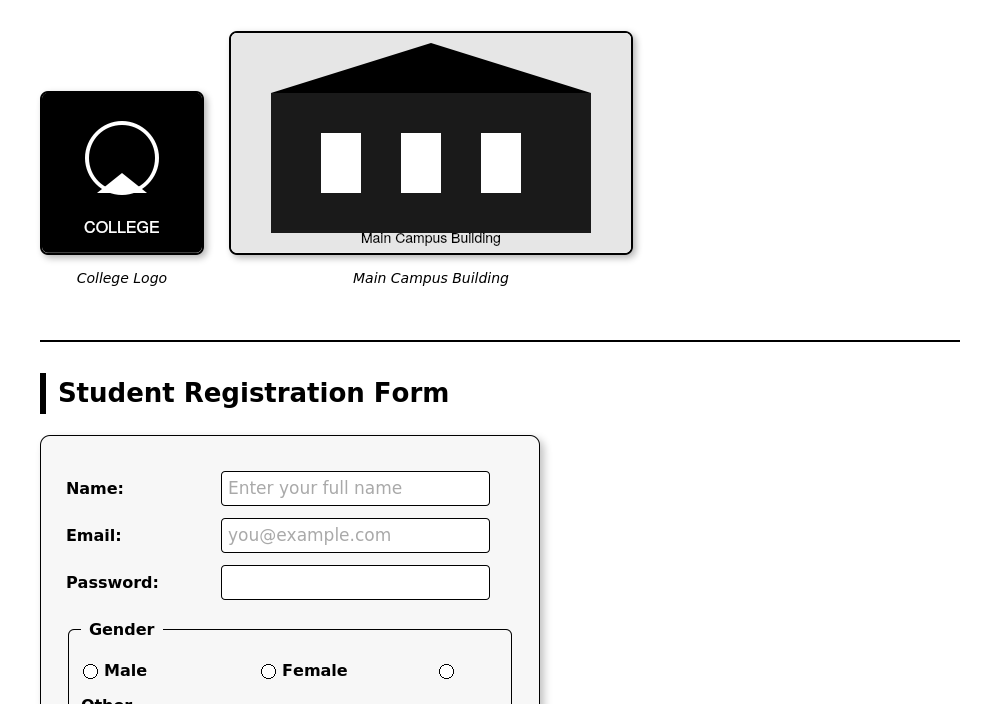 COLLEGE
Main Campus Building
College Logo
Main Campus Building
Student Registration Form
Name:
Enter your full name
Email:
you@example.com
Password:
Gender
Male
Female
Other